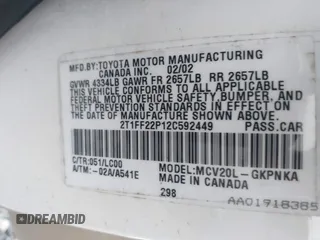 MFD.BY:TOYOTA MOTOR MANUFACTURING
CANADA INC. 02/02
GVWR 4334LB GAWR FR 2657LB RR 2657LB
THIS VEHICLE CONFORMS TO ALL APPLICABLE
FEDERAL MOTOR VEHICLE SAFETY, BUMPER, AND
THEFT PREVENTION STANDARDS IN EFFECT ON
THE DATE OF MANUFACTURE SHOWN ABOVE.
2T1FF22P12C592449 PASS.CAR
C/TR:051/LC00 MODEL:MCV20L-GKPNKA
A/TM:-02A/A541E MADE IN CANADA
298
AA01918385
DEALERSHIP.CC